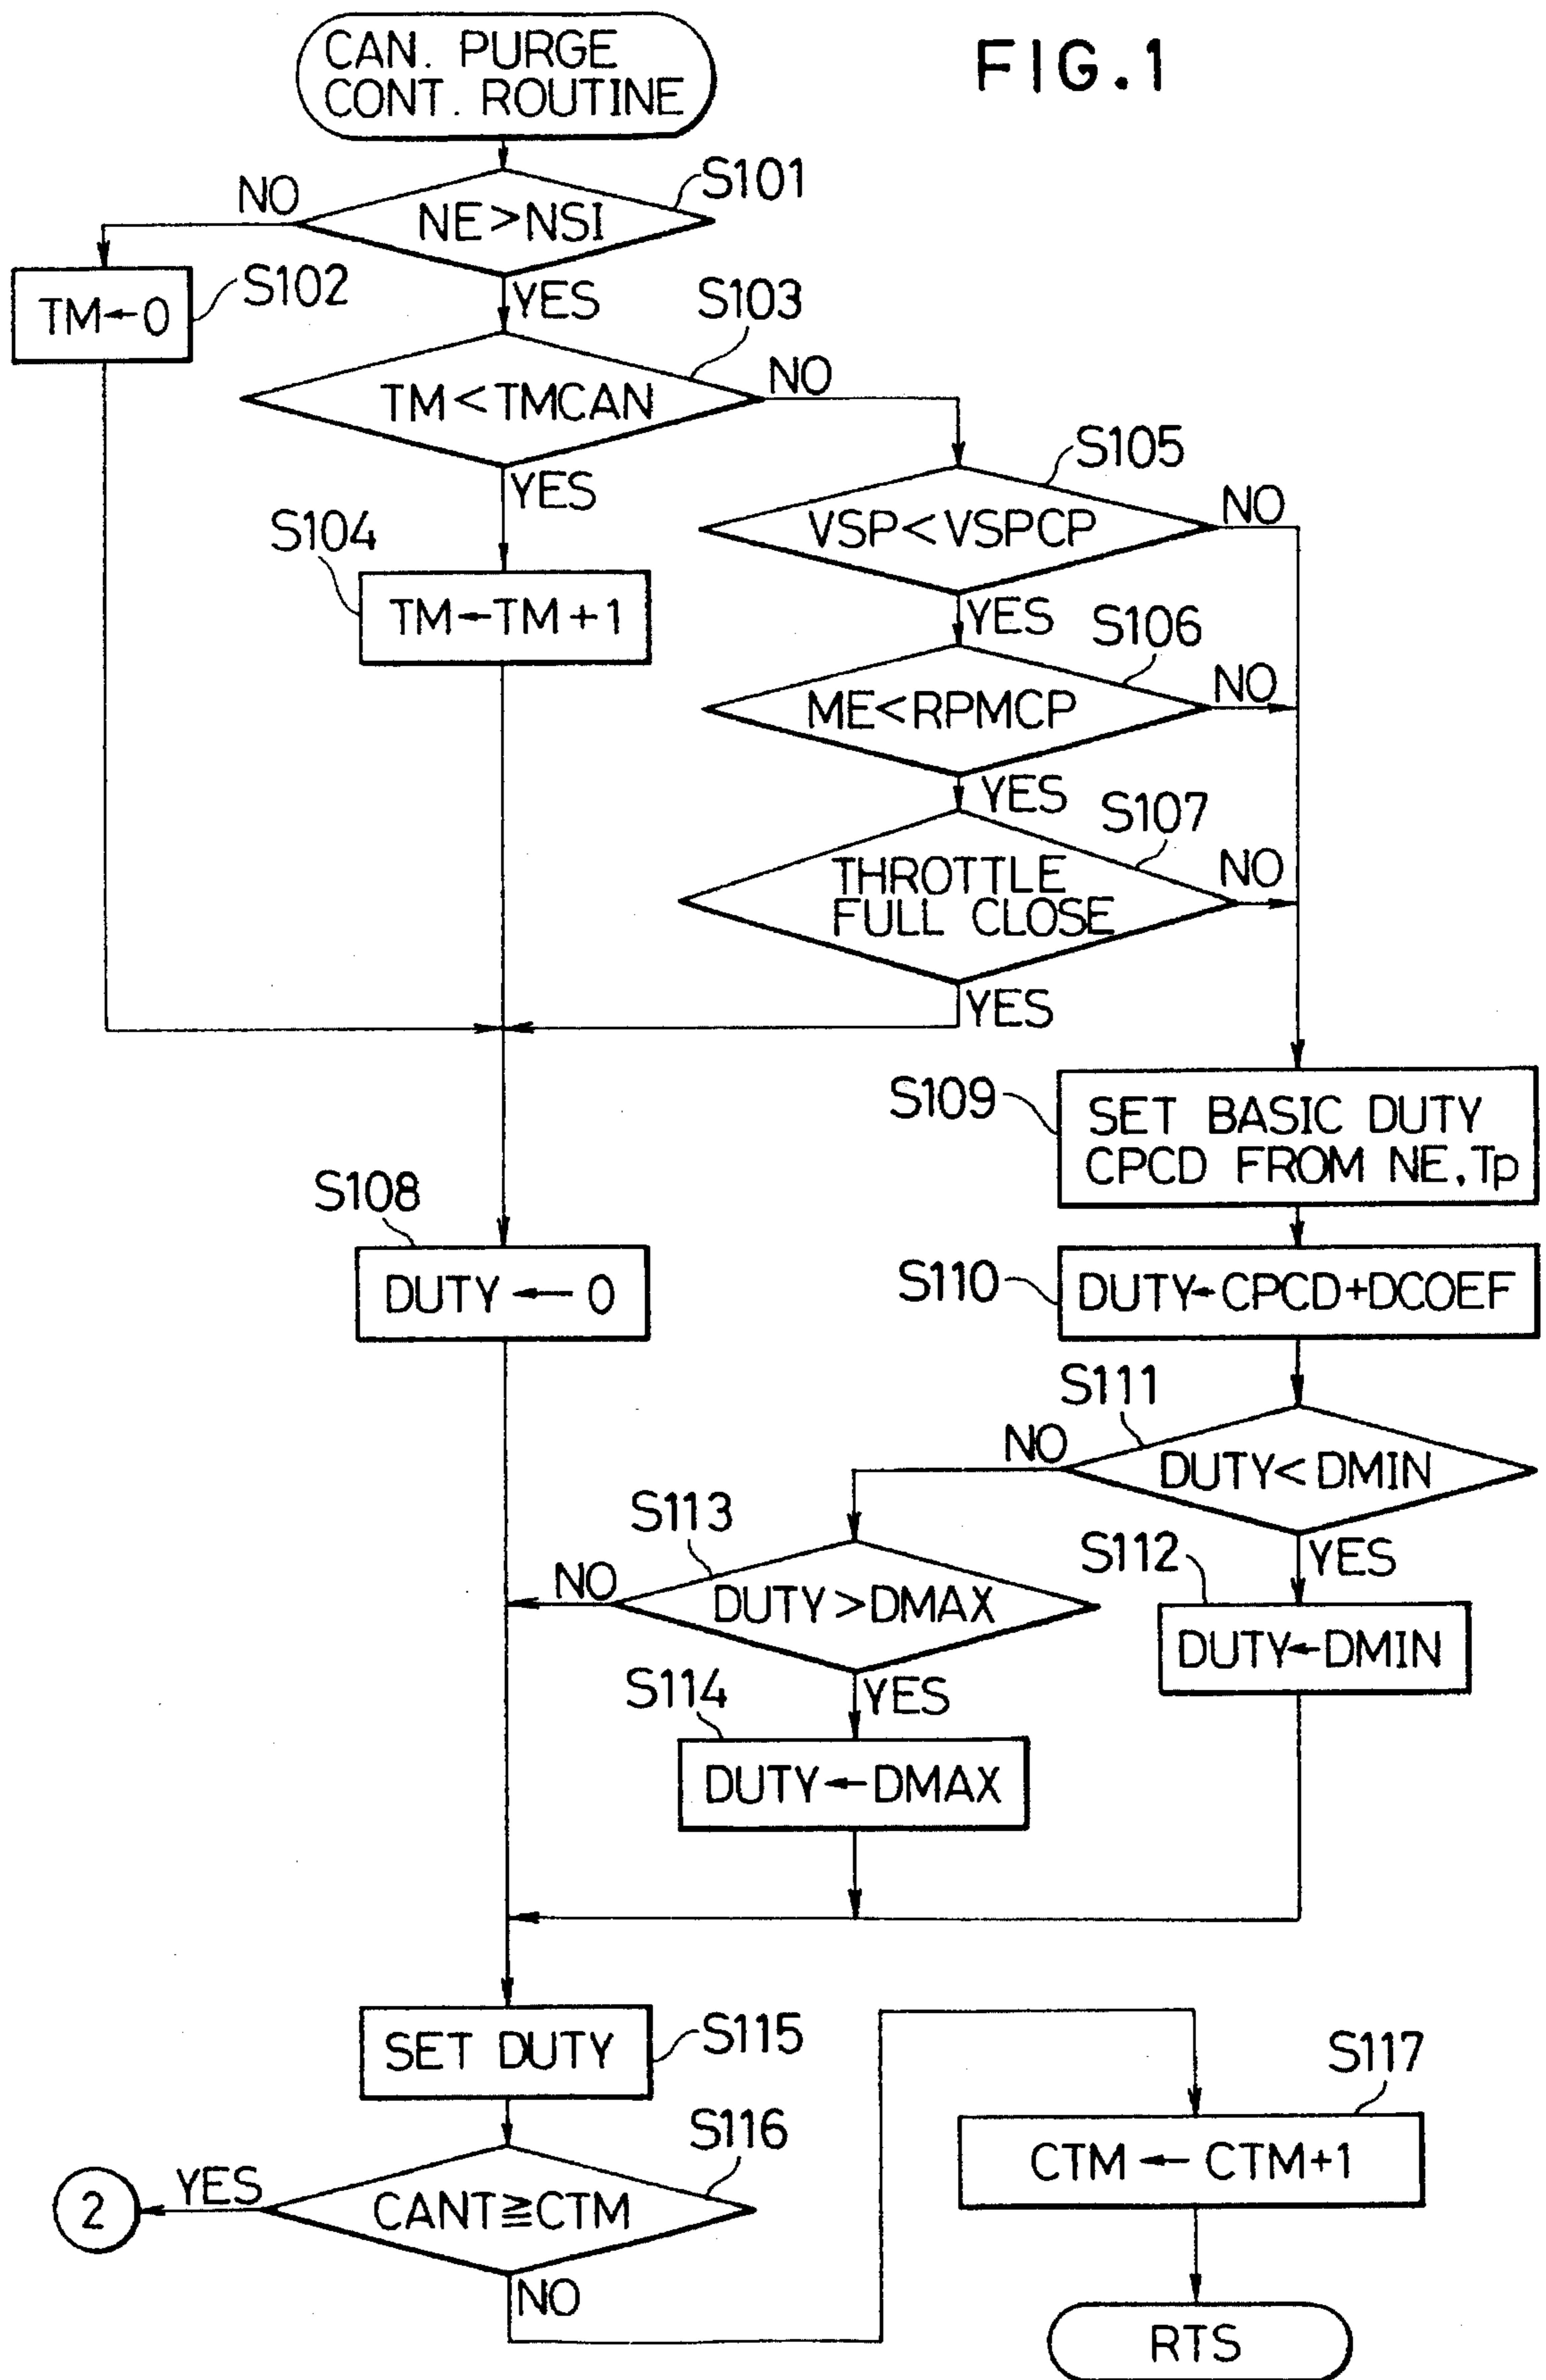 FIG.1
CAN. PURGE
CONT. ROUTINE
S101
NO
NE>NSI
YES
S102
TM←0
S103
NO
TM<TMCAN
YES
S104
TM←TM+1
S105
NO
VSP<VSPCP
YES
S106
NO
ME<RPMCP
YES
S107
NO
THROTTLE
FULL CLOSE
YES
S109
SET BASIC DUTY
CPCD FROM NE,Tp
S108
DUTY←0
S110
DUTY←CPCD+DCOEF
S111
NO
DUTY<DMIN
YES
S113
NO
DUTY>DMAX
YES
S112
DUTY←DMIN
S114
DUTY←DMAX
S115
SET DUTY
S116
YES
2
CANT≧CTM
NO
S117
CTM←CTM+1
RTS